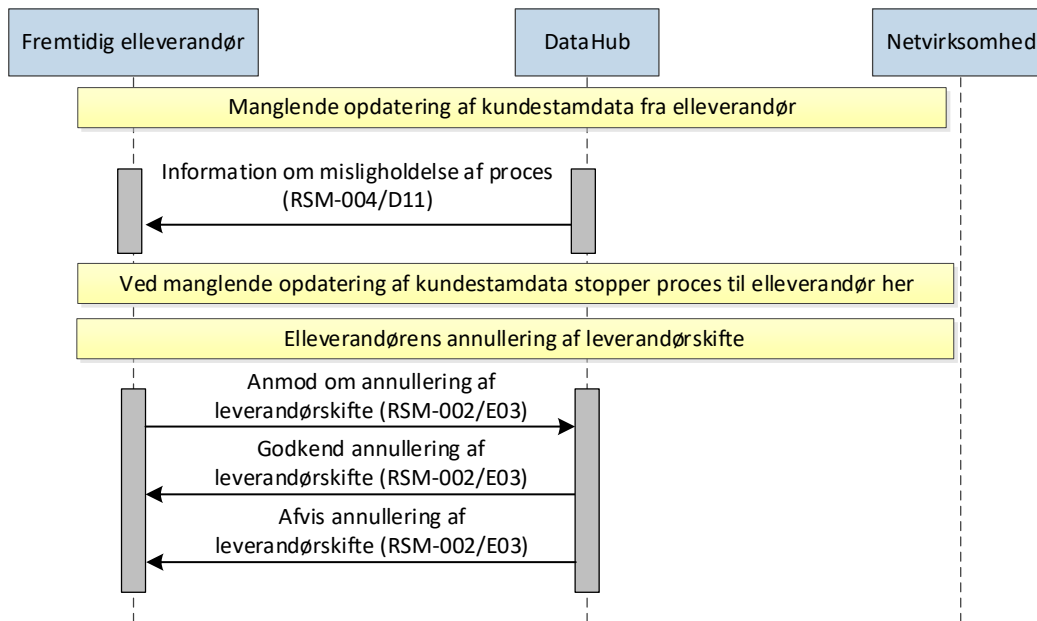 Fremtidig elleverandør
DataHub
Netvirksomhed
Manglende opdatering af kundestamdata fra elleverandør
Information om misligholdelse af proces
(RSM-004/D11)
Ved manglende opdatering af kundestamdata stopper proces til elleverandør her
Elleverandørens annullering af leverandørskifte
Anmod om annullering af
leverandørskifte (RSM-002/E03)
Godkend annullering af
leverandørskifte (RSM-002/E03)
Afvis annullering af
leverandørskifte (RSM-002/E03)